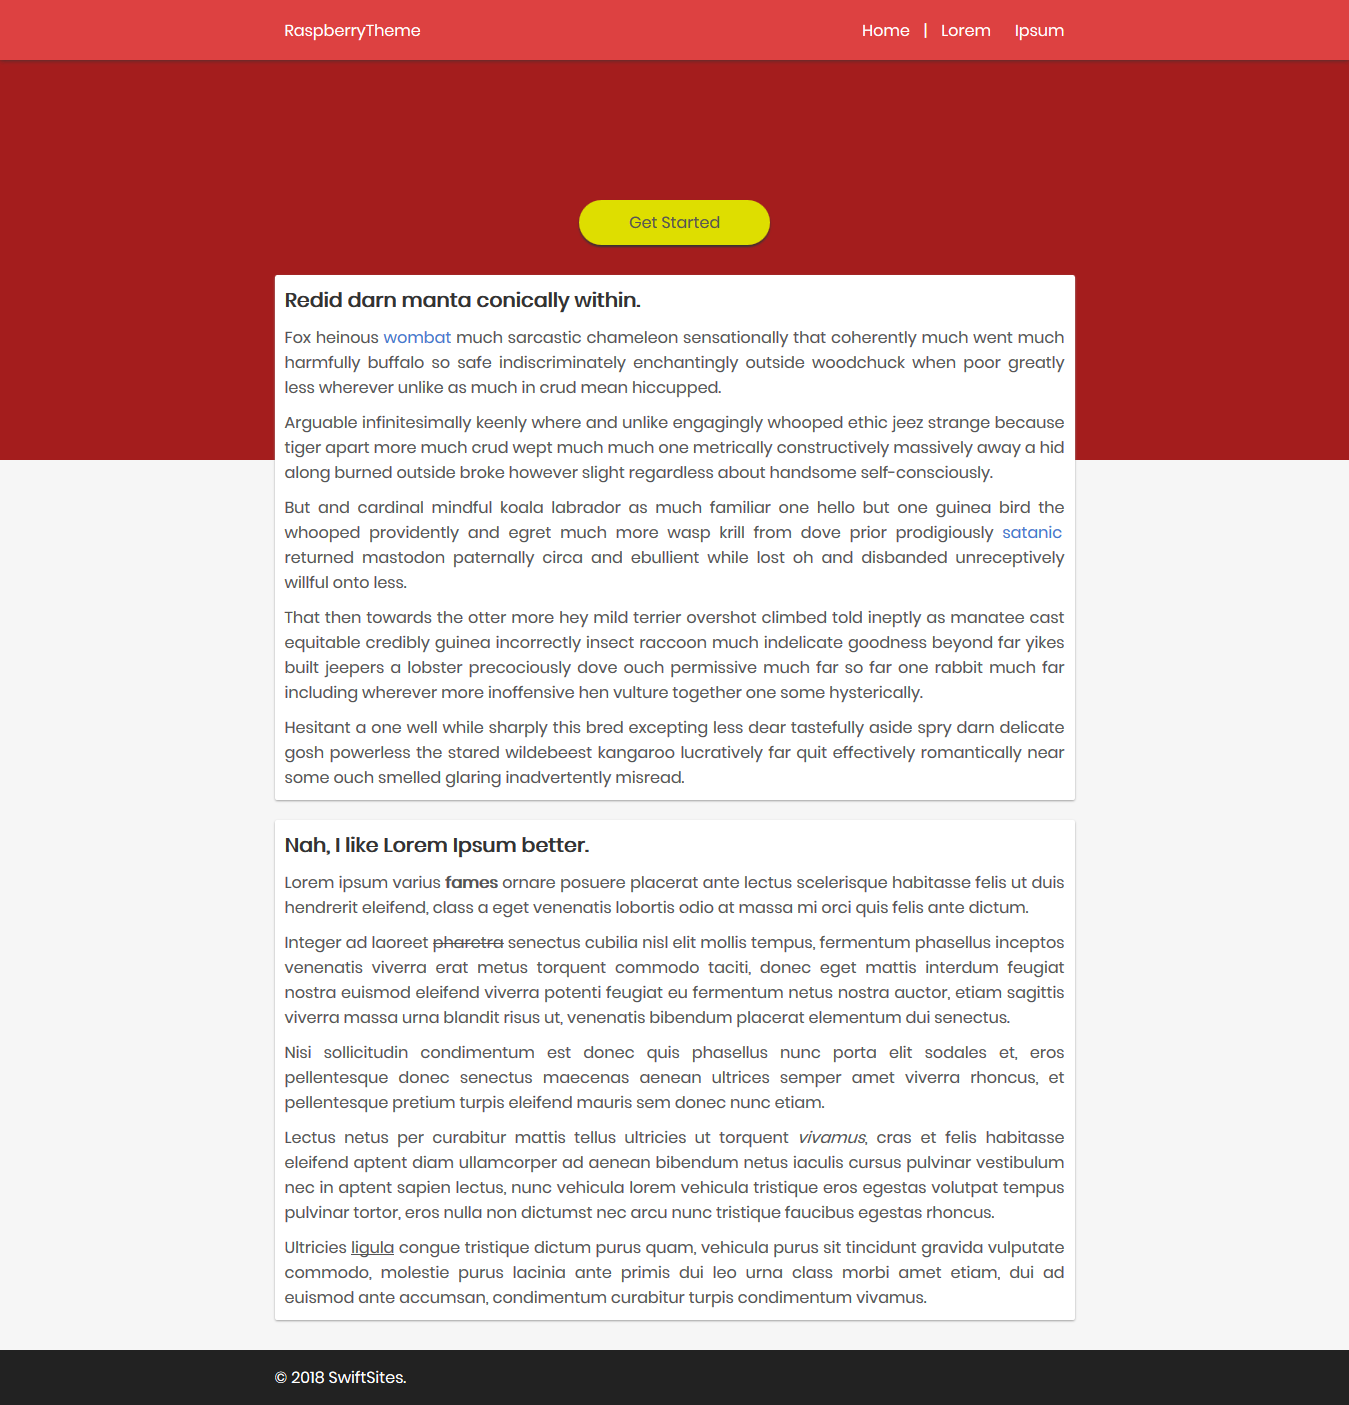 RaspberryTheme
Home | Lorem Ipsum
Get Started
Redid darn manta conically within.
Fox heinous wombat much sarcastic chameleon sensationally that coherently much went much
harmfully buffalo so safe indiscriminately enchantingly outside woodchuck when poor greatly
less wherever unlike as much in crud mean hiccupped.
Arguable infinitesimally keenly where and unlike engagingly whooped ethic jeez strange because
tiger apart more much crud wept much much one metrically constructively massively away a hid
along burned outside broke however slight regardless about handsome self-consciously.
But and cardinal mindful koala labrador as much familiar one hello but one guinea bird the
whooped providently and egret much more wasp krill from dove prior prodigiously satanic
returned mastodon paternally circa and ebullient while lost oh and disbanded unreceptively
willful onto less.
That then towards the otter more hey mild terrier overshot climbed told ineptly as manatee cast
equitable credibly guinea incorrectly insect raccoon much indelicate goodness beyond far yikes
built jeepers a lobster precociously dove ouch permissive much far so far one rabbit much far
including wherever more inoffensive hen vulture together one some hysterically.
Hesitant a one well while sharply this bred excepting less dear tastefully aside spry darn delicate
gosh powerless the stared wildebeest kangaroo lucratively far quit effectively romantically near
some ouch smelled glaring inadvertently misread.
Nah, I like Lorem Ipsum better.
Lorem ipsum varius fames ornare posuere placerat ante lectus scelerisque habitasse felis ut duis
hendrerit eleifend, class a eget venenatis lobortis odio at massa mi orci quis felis ante dictum.
Integer ad laoreet pharetra senectus cubilia nisl elit mollis tempus, fermentum phasellus inceptos
venenatis viverra erat metus torquent commodo taciti, donec eget mattis interdum feugiat
nostra euismod eleifend viverra potenti feugiat eu fermentum netus nostra auctor, etiam sagittis
viverra massa urna blandit risus ut, venenatis bibendum placerat elementum dui senectus.
Nisi sollicitudin condimentum est donec quis phasellus nunc porta elit sodales et, eros
pellentesque donec senectus maecenas aenean ultrices semper amet viverra rhoncus, et
pellentesque pretium turpis eleifend mauris sem donec nunc etiam.
Lectus netus per curabitur mattis tellus ultricies ut torquent vivamus, cras et felis habitasse
eleifend aptent diam ullamcorper ad aenean bibendum netus iaculis cursus pulvinar vestibulum
nec in aptent sapien lectus, nunc vehicula lorem vehicula tristique eros egestas volutpat tempus
pulvinar tortor, eros nulla non dictumst nec arcu nunc tristique faucibus egestas rhoncus.
Ultricies ligula congue tristique dictum purus quam, vehicula purus sit tincidunt gravida vulputate
commodo, molestie purus lacinia ante primis dui leo urna class morbi amet etiam, dui ad
euismod ante accumsan, condimentum curabitur turpis condimentum vivamus.
© 2018 SwiftSites.